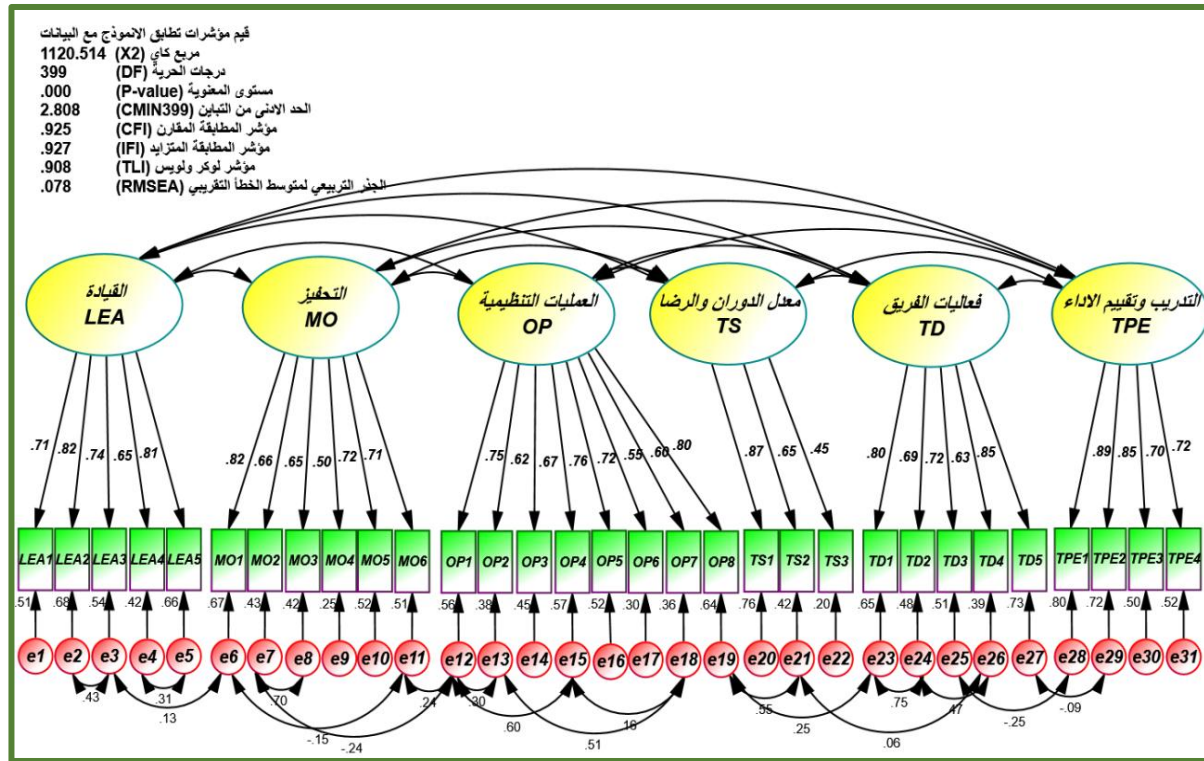 قيم مؤشرات تطابق الانموذج مع البيانات
مربع كاي (X2) 1120.514
درجات الحرية (DF) 399
مستوى المعنوية (P-value) .000
الحد الادنى من التباين (CMIN399) 2.808
مؤشر المطابقة المقارن (CFI) .925
مؤشر المطابقة المتزايد (IFI) .927
مؤشر لوكر ولويس (TLI) .908
الجذر التربيعي لمتوسط الخطأ التقريبي (RMSEA) .078
القيادة
LEA
التحفيز
MO
العمليات التنظيمية
OP
معدل الدوران والرضا
TS
فعاليات الفريق
TD
التدريب وتقييم الاداء
TPE
.71 .82 .74 .65 .81
.82 .66 .65 .50 .72 .71
.75 .62 .67 .76 .72 .55 .60 .80
.87 .65 .45
.80 .69 .72 .63 .85
.89 .85 .70 .72
LEA1 LEA2 LEA3 LEA4 LEA5
MO1 MO2 MO3 MO4 MO5 MO6
OP1 OP2 OP3 OP4 OP5 OP6 OP7 OP8
TS1 TS2 TS3
TD1 TD2 TD3 TD4 TD5
TPE1 TPE2 TPE3 TPE4
.51 .68 .54 .42 .66
.67 .43 .42 .25 .52 .51
.56 .38 .45 .57 .52 .30 .36 .64
.76 .42 .20
.65 .48 .51 .39 .73
.80 .72 .50 .52
e1 e2 e3 e4 e5 e6 e7 e8 e9 e10 e11 e12 e13 e14 e15 e16 e17 e18 e19 e20 e21 e22 e23 e24 e25 e26 e27 e28 e29 e30 e31
.43 .31 .70 .24 .30 .55 .75 .47 -.25 -.09
.13 -.15 -.24 .60 .16 .51 .25 .06